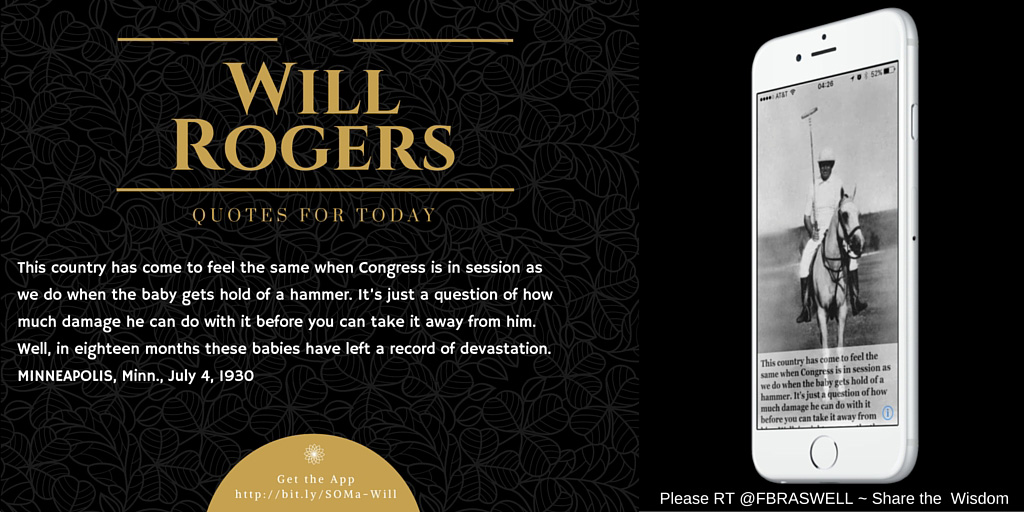 WILL
ROGERS
QUOTES FOR TODAY
This country has come to feel the same when Congress is in session as
we do when the baby gets hold of a hammer. It's just a question of how
much damage he can do with it before you can take it away from him.
Well, in eighteen months these babies have left a record of devastation.
MINNEAPOLIS, Minn., July 4, 1930
Get the App
http://bit.ly/SOMa-Will
AT&T 04:26 52%
This country has come to feel the
same when Congress is in session as
we do when the baby gets hold of a
hammer. It's just a question of how
much damage he can do with it
before you can take it away from
Please RT @FBRASWELL ~ Share the Wisdom